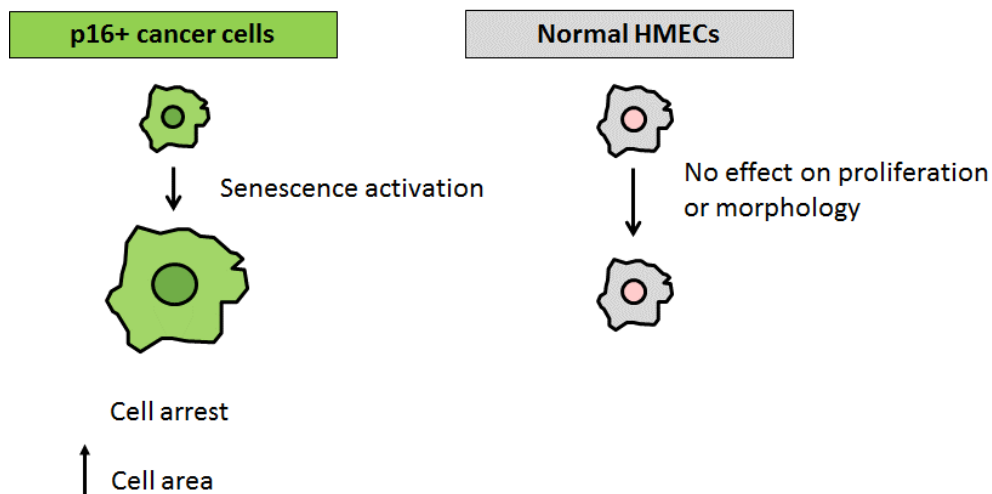 p16+ cancer cells
Normal HMECs
Senescence activation
No effect on proliferation
or morphology
Cell arrest
Cell area